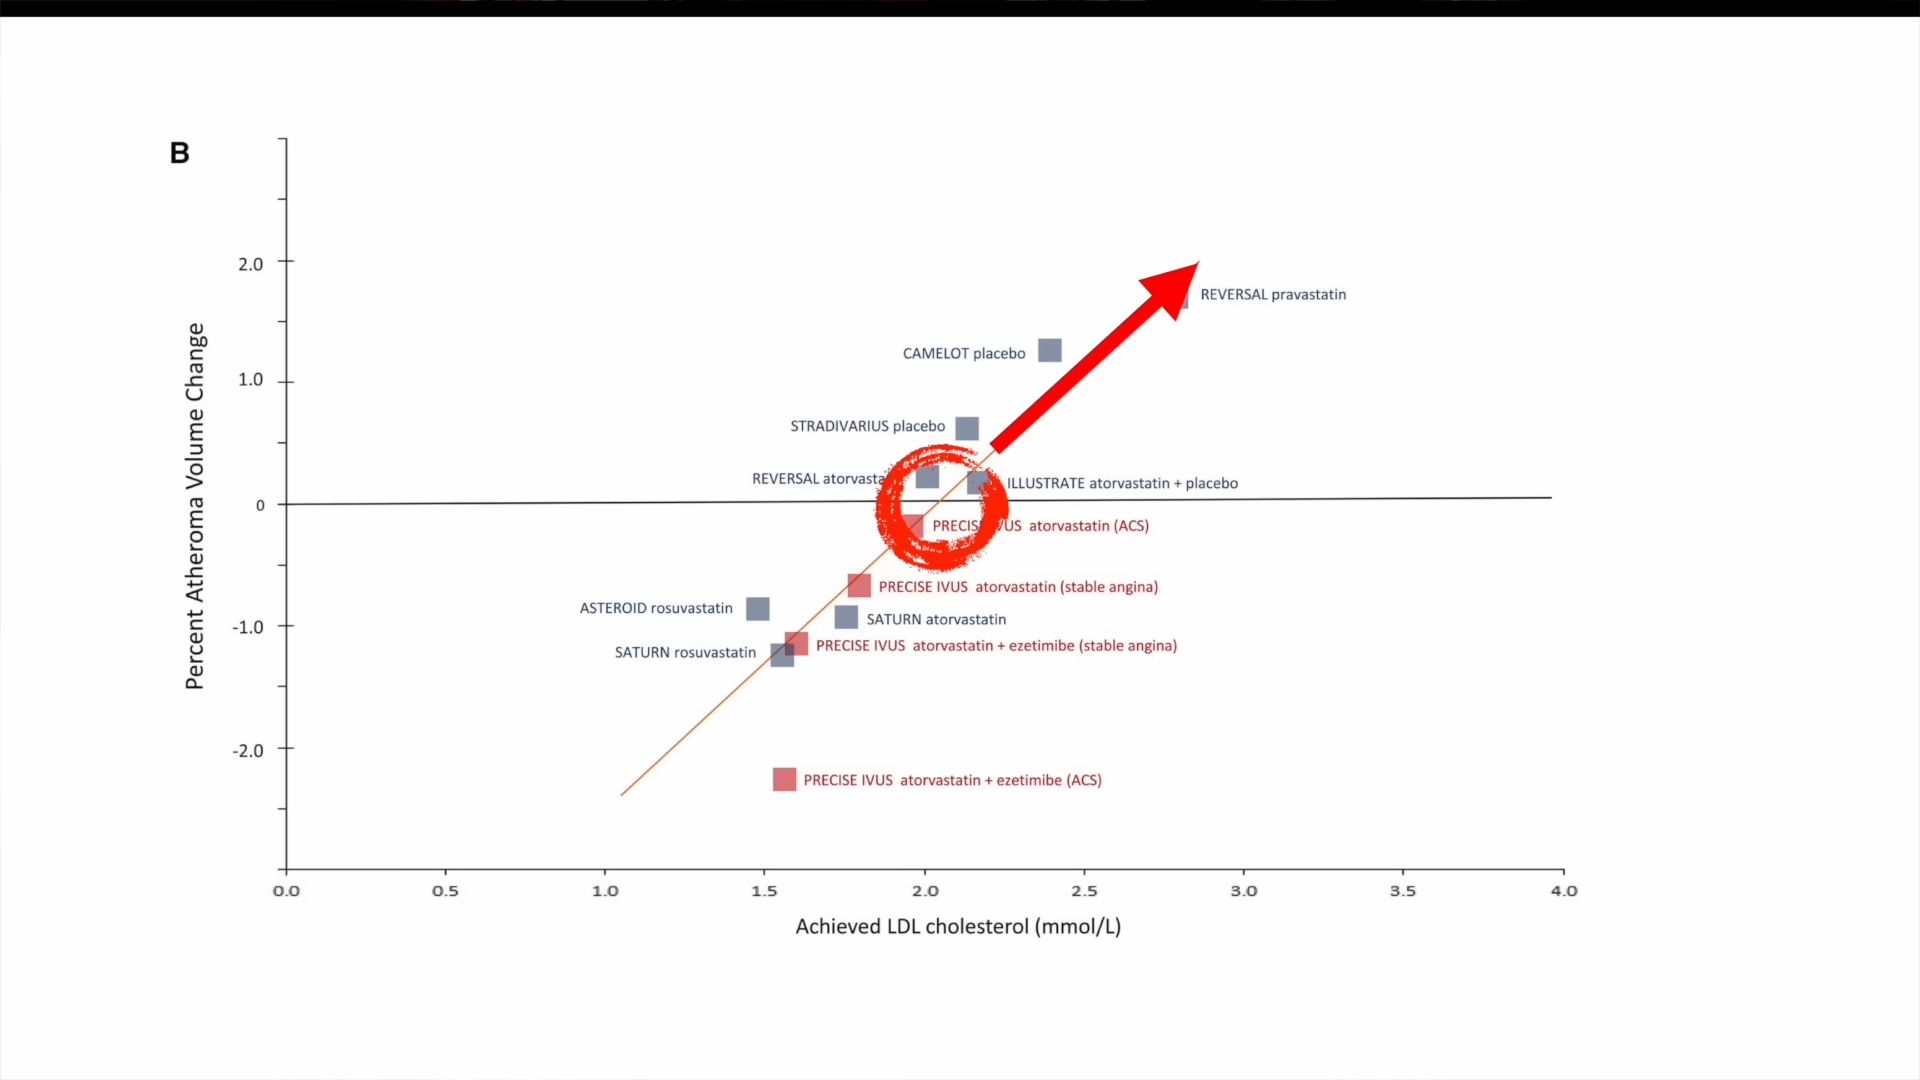 B
2.0
REVERSAL pravastatin
CAMELOT placebo
1.0
STRADIVARIUS placebo
REVERSAL
ILLUSTRATE atorvastatin + placebo
0
atorvastatin (ACS)
PRECISE IVUS atorvastatin (stable angina)
ASTEROID rosuvastatin
SATURN atorvastatin
-1.0
PRECISE IVUS atorvastatin + ezetimibe (stable angina)
SATURN rosuvastatin
-2.0
PRECISE IVUS atorvastatin + ezetimibe (ACS)
Percent Atheroma Volume Change
0.0 0.5 1.0 1.5 2.0 2.5 3.0 3.5 4.0
Achieved LDL cholesterol (mmol/L)